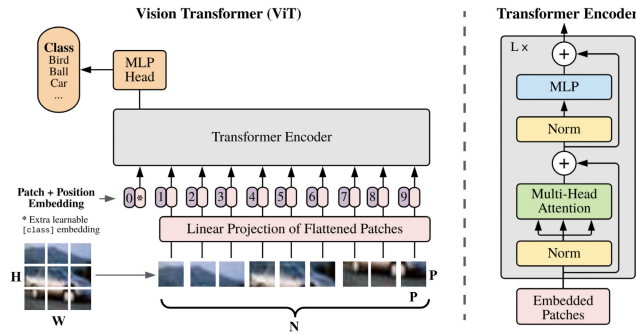 Vision Transformer (ViT)
Class
Bird
Ball
Car
...
MLP
Head
Transformer Encoder
Patch + Position
Embedding
* Extra learnable
[class] embedding
0 * 1 2 3 4 5 6 7 8 9
Linear Projection of Flattened Patches
H
W
P
P
N
Transformer Encoder
L x
+
MLP
Norm
+
Multi-Head
Attention
Norm
Embedded
Patches